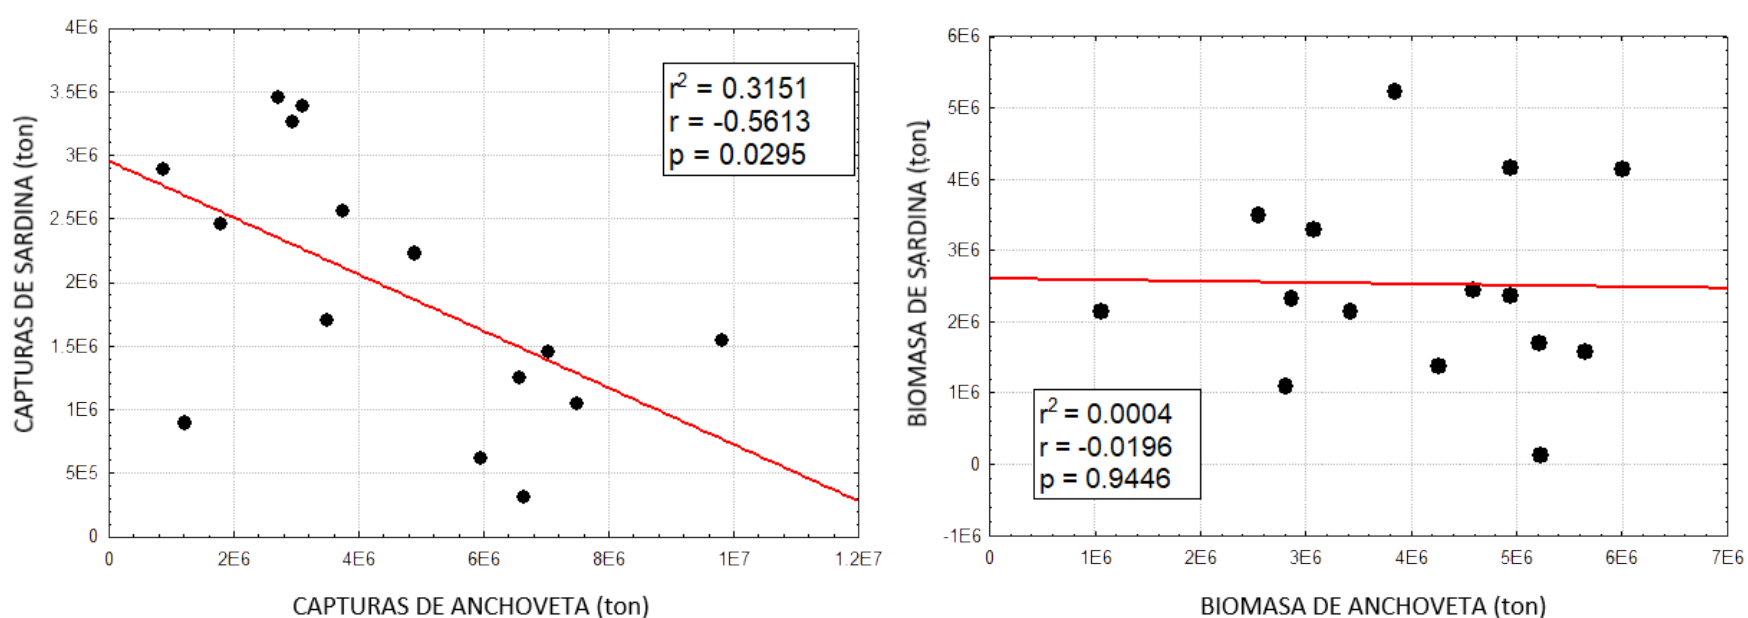 4E6
3.5E6
3E6
2.5E6
2E6
1.5E6
1E6
5E5
0
CAPTURAS DE SARDINA (ton)
r² = 0.3151
r = -0.5613
p = 0.0295
0 2E6 4E6 6E6 8E6 1E7 1.2E7
CAPTURAS DE ANCHOVETA (ton)
6E6
5E6
4E6
3E6
2E6
1E6
0
-1E6
BIOMASA DE SARDINA (ton)
r² = 0.0004
r = -0.0196
p = 0.9446
0 1E6 2E6 3E6 4E6 5E6 6E6 7E6
BIOMASA DE ANCHOVETA (ton)